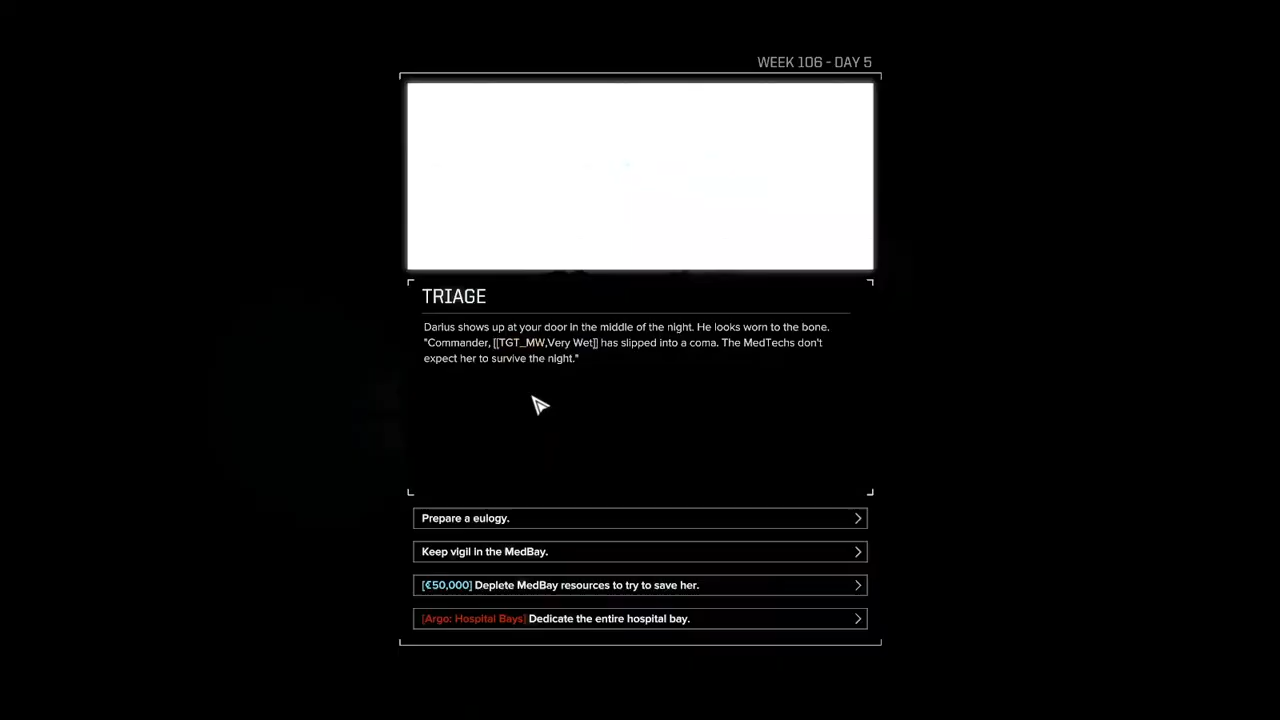 WEEK 106 - DAY 5
TRIAGE
Darius shows up at your door in the middle of the night. He looks worn to the bone.
"Commander, [[TGT_MW,Very Wet]] has slipped into a coma. The MedTechs don't
expect her to survive the night."
Prepare a eulogy.
Keep vigil in the MedBay.
[₡50,000] Deplete MedBay resources to try to save her.
[Argo: Hospital Bays] Dedicate the entire hospital bay.